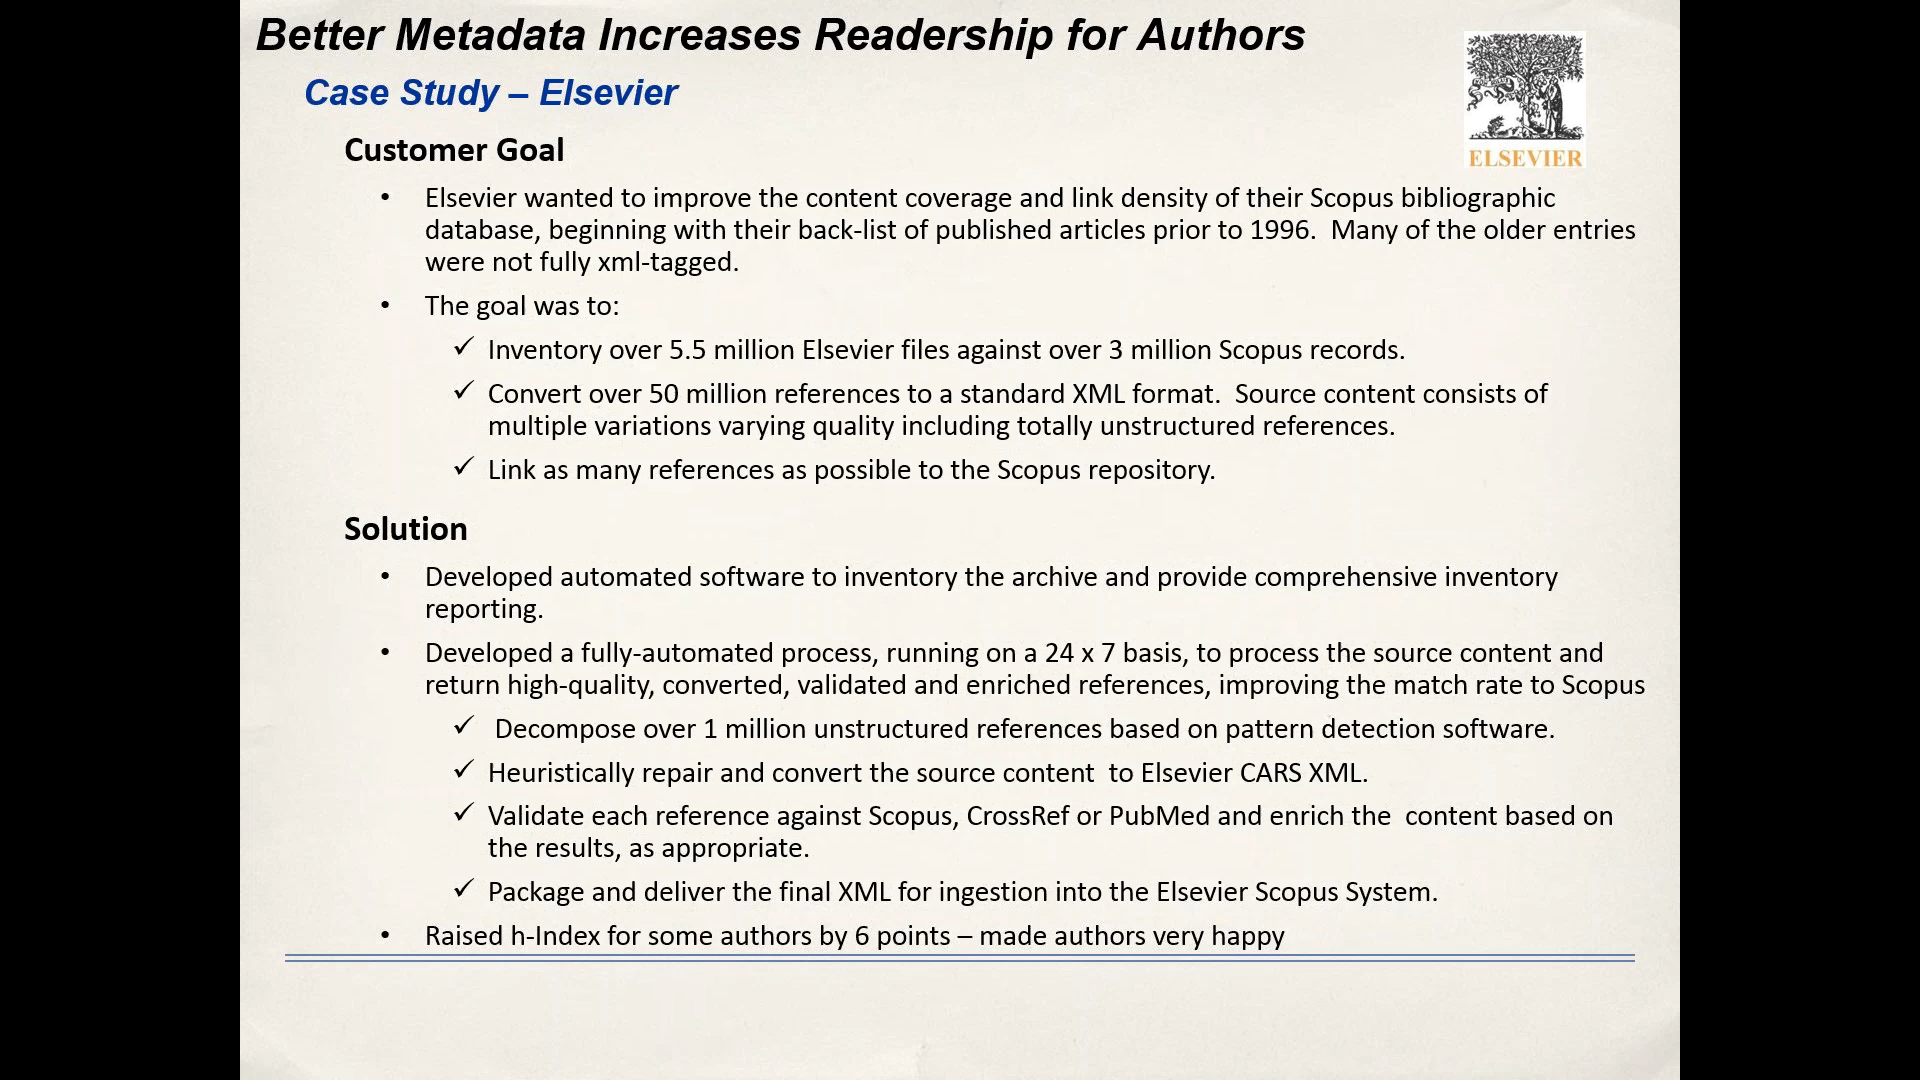 Better Metadata Increases Readership for Authors
Case Study – Elsevier
ELSEVIER
Customer Goal
• Elsevier wanted to improve the content coverage and link density of their Scopus bibliographic
database, beginning with their back-list of published articles prior to 1996.  Many of the older entries
were not fully xml-tagged.
• The goal was to:
✓ Inventory over 5.5 million Elsevier files against over 3 million Scopus records.
✓ Convert over 50 million references to a standard XML format.  Source content consists of
multiple variations varying quality including totally unstructured references.
✓ Link as many references as possible to the Scopus repository.
Solution
• Developed automated software to inventory the archive and provide comprehensive inventory
reporting.
• Developed a fully-automated process, running on a 24 x 7 basis, to process the source content and
return high-quality, converted, validated and enriched references, improving the match rate to Scopus
✓ Decompose over 1 million unstructured references based on pattern detection software.
✓ Heuristically repair and convert the source content  to Elsevier CARS XML.
✓ Validate each reference against Scopus, CrossRef or PubMed and enrich the  content based on
the results, as appropriate.
✓ Package and deliver the final XML for ingestion into the Elsevier Scopus System.
• Raised h-Index for some authors by 6 points – made authors very happy